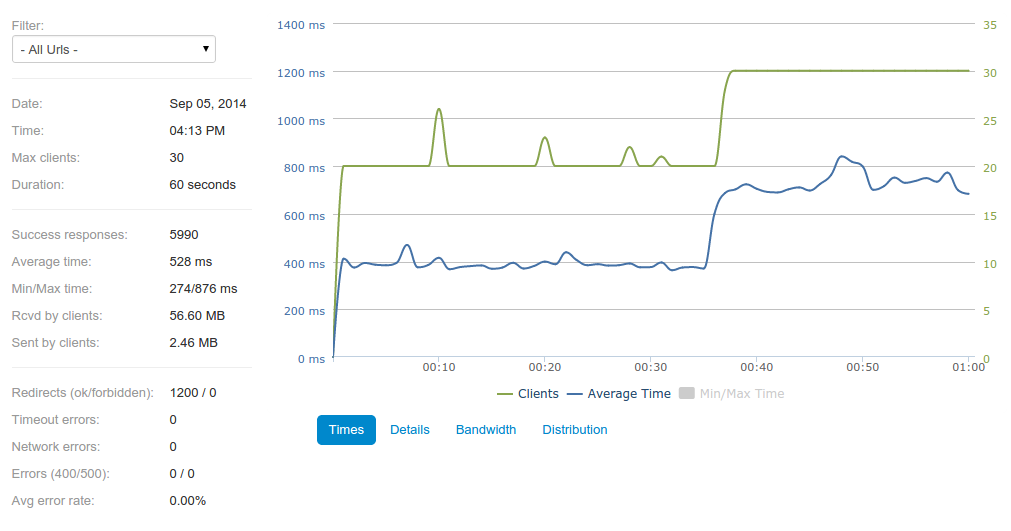 Filter:
- All Urls -
Date: Sep 05, 2014
Time: 04:13 PM
Max clients: 30
Duration: 60 seconds
Success responses: 5990
Average time: 528 ms
Min/Max time: 274/876 ms
Rcvd by clients: 56.60 MB
Sent by clients: 2.46 MB
Redirects (ok/forbidden): 1200 / 0
Timeout errors: 0
Network errors: 0
Errors (400/500): 0 / 0
Avg error rate: 0.00%
1400 ms 35
1200 ms 30
1000 ms 25
800 ms 20
600 ms 15
400 ms 10
200 ms 5
0 ms 0
00:10 00:20 00:30 00:40 00:50 01:00
Clients Average Time Min/Max Time
Times Details Bandwidth Distribution